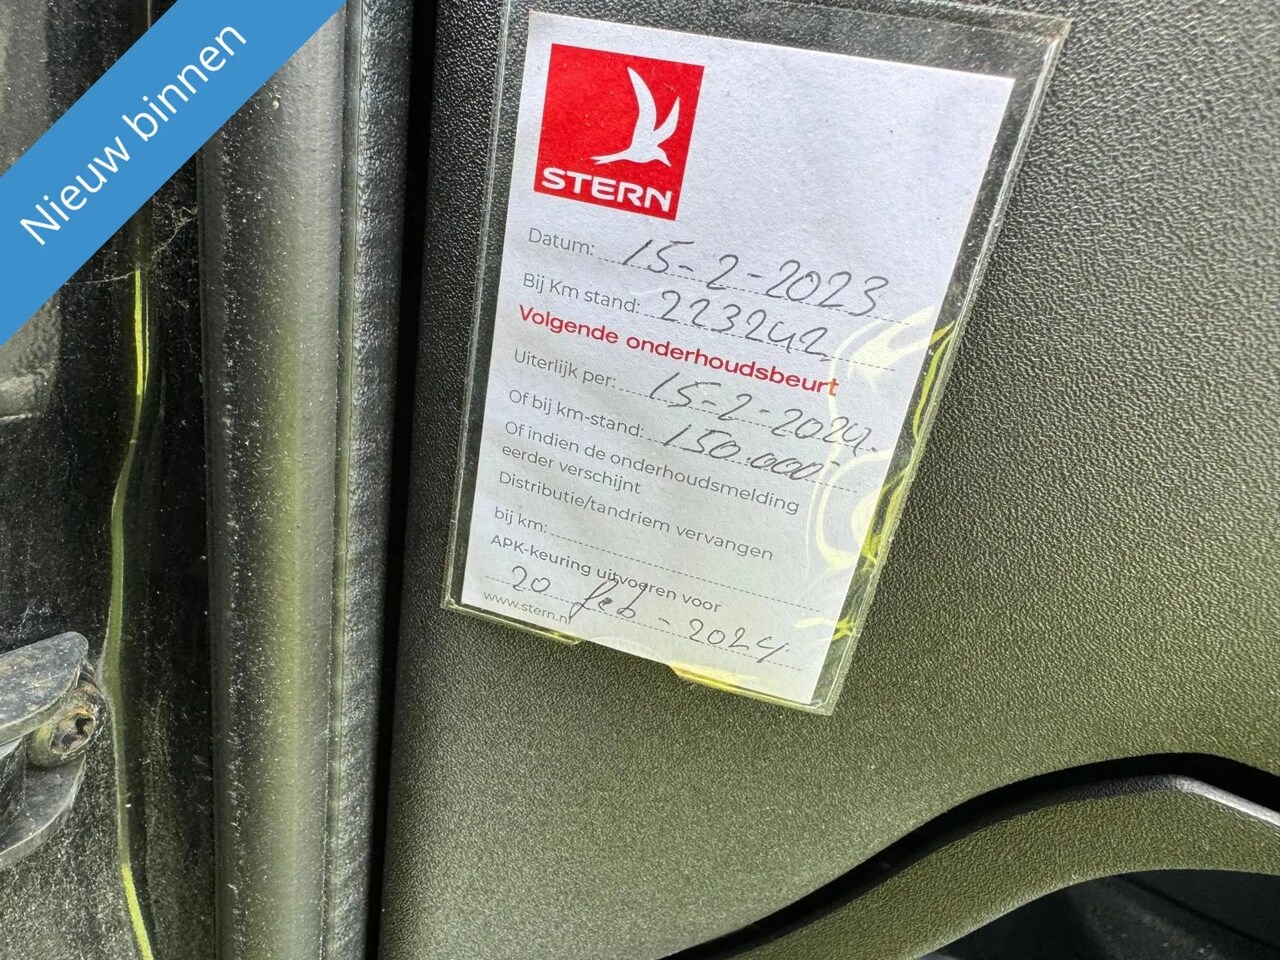 Nieuw binnen
STERN
Datum: 15-2-2023
Bij Km stand: 223242
Volgende onderhoudsbeurt
Uiterlijk per: 15-2-2024
Of bij km-stand: 150.000
Of indien de onderhoudsmelding
eerder verschijnt
Distributie/tandriem vervangen
bij km:
APK-keuring uitvoeren voor
20 feb - 2024
www.stern.nl